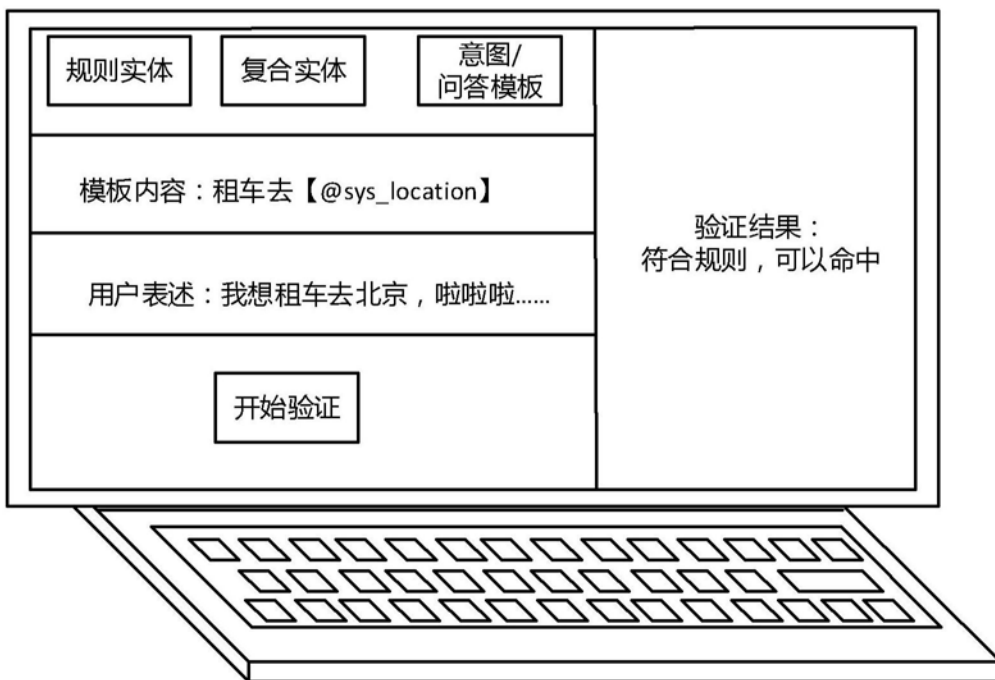 规则实体
复合实体
意图/
问答模板
模板内容：租车去【@sys_location】
用户表述：我想租车去北京，啦啦啦......
开始验证
验证结果：
符合规则，可以命中